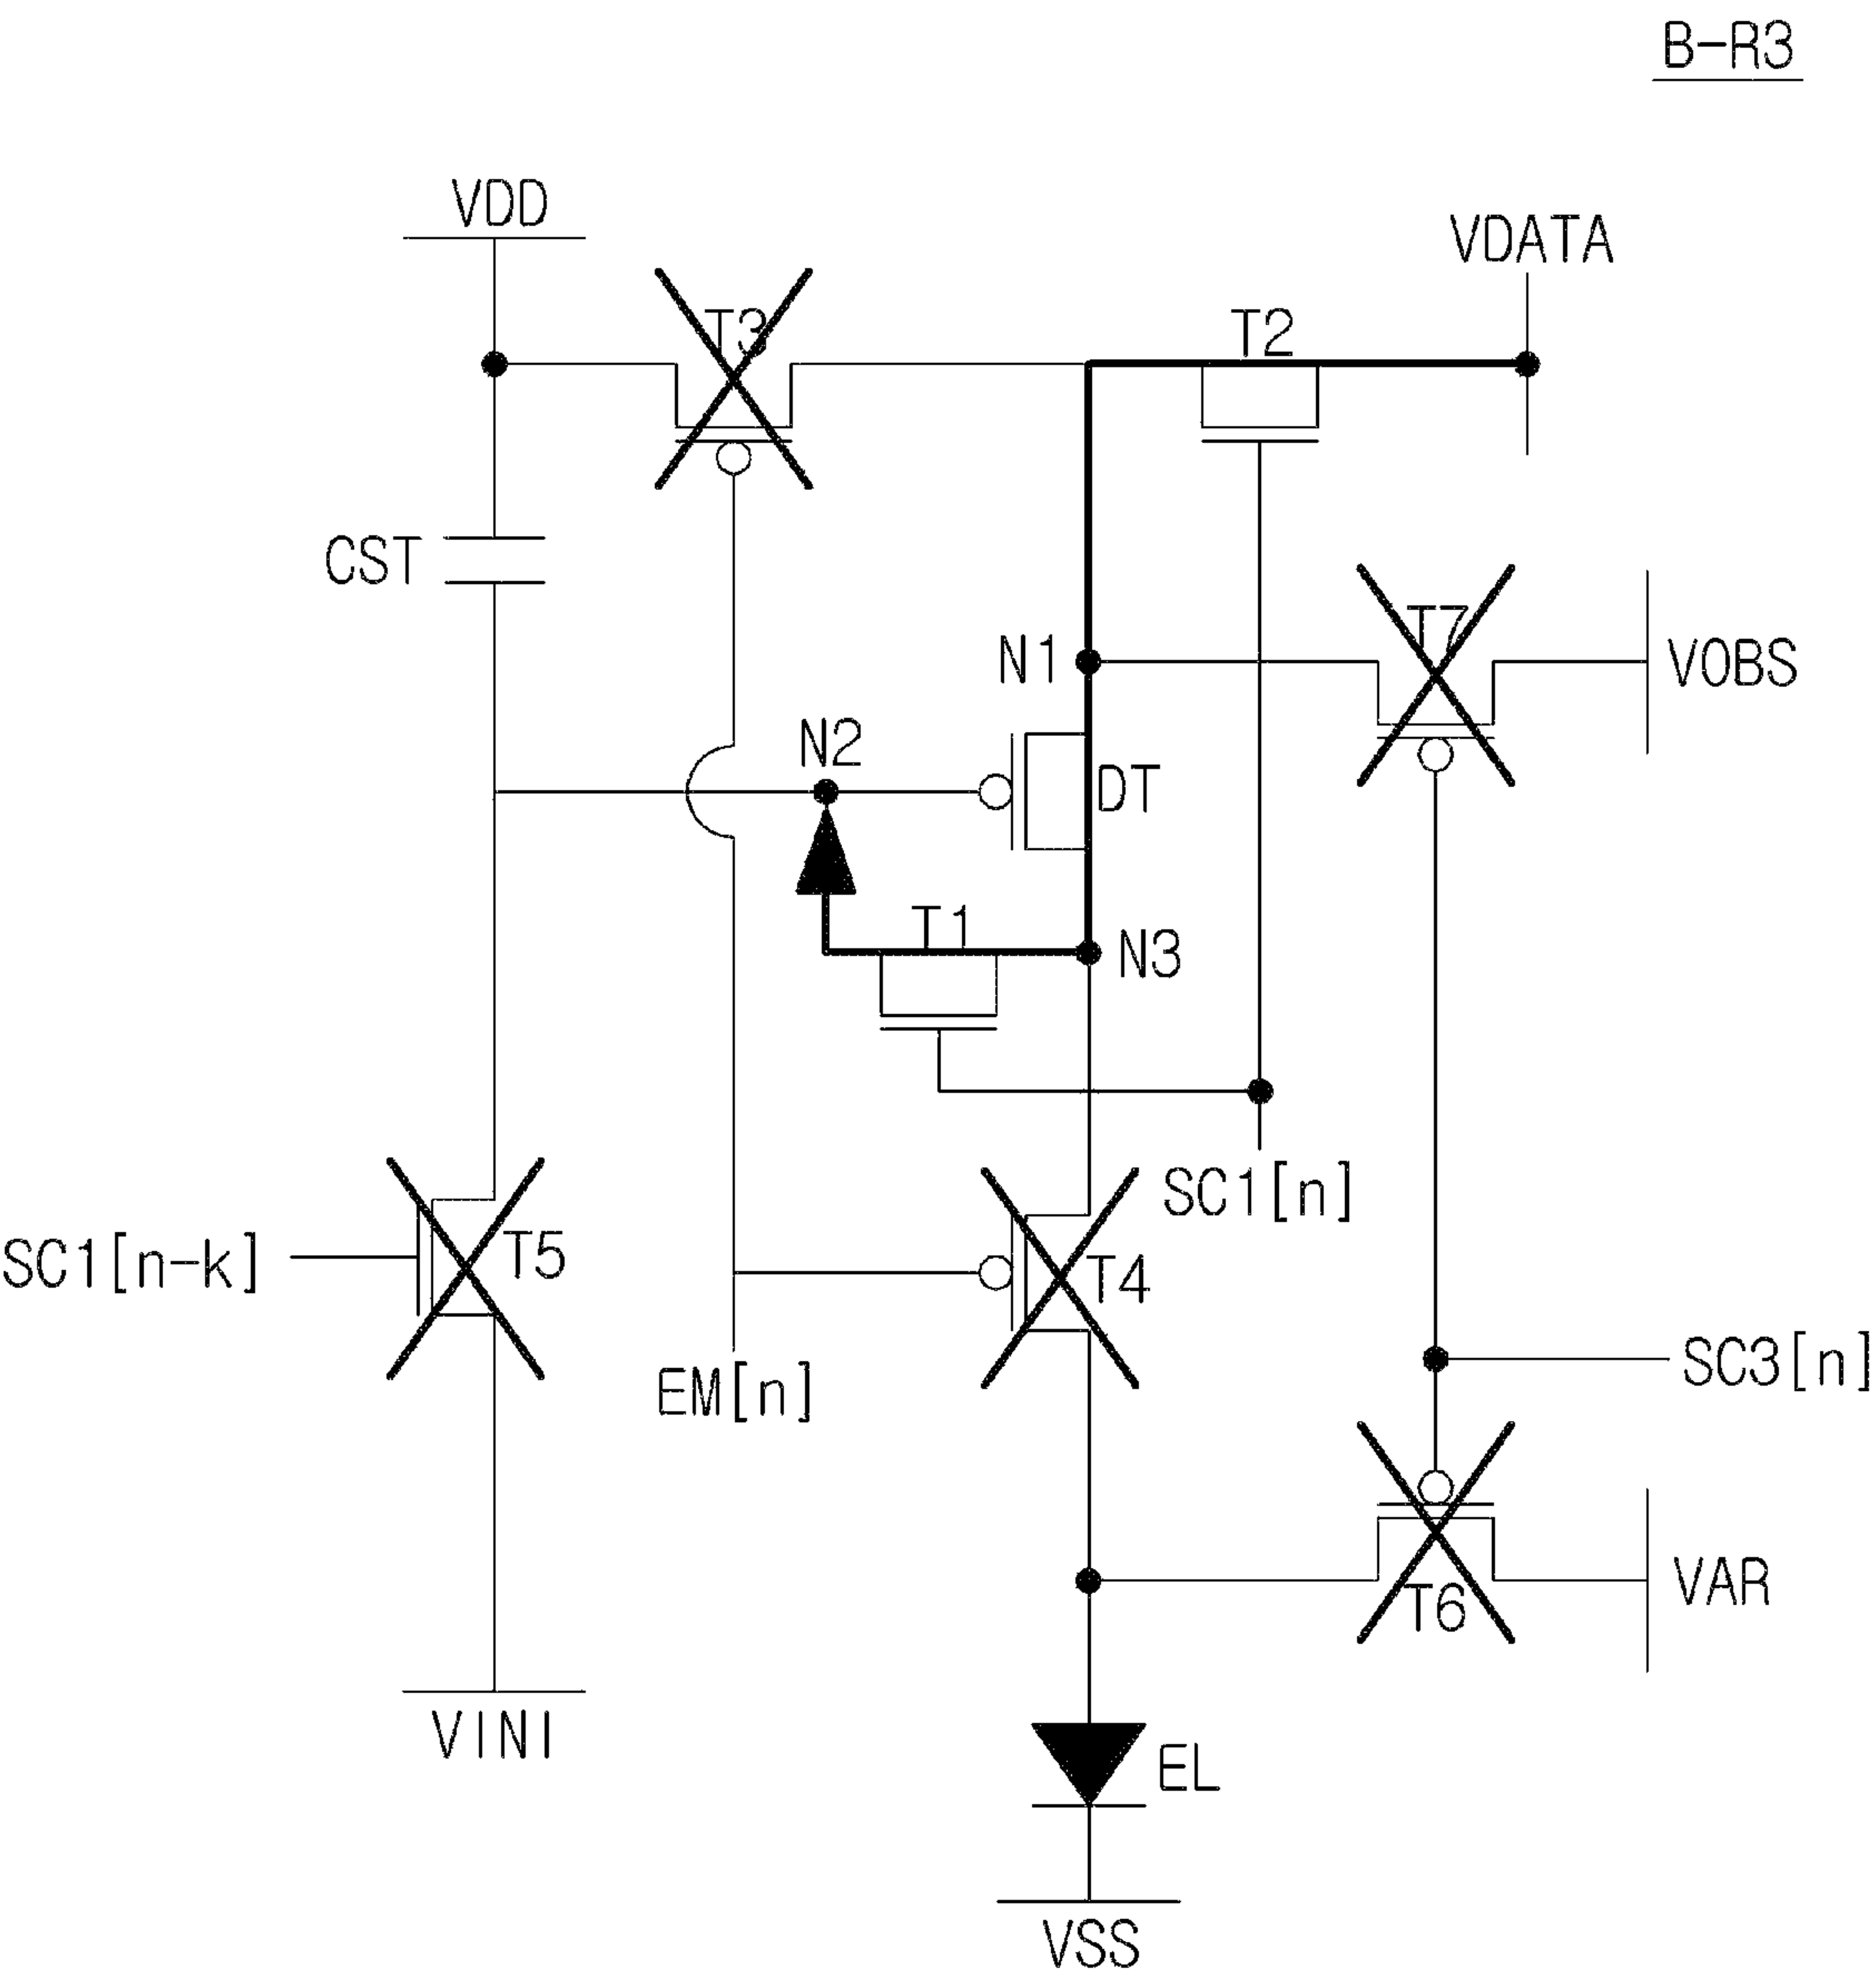 B-R3
VDD
VDATA
T3
T2
CST
T7
N1
VOBS
N2
DT
T1
N3
SC1[n]
SC1[n-k]
T5
T4
SC3[n]
EM[n]
VAR
T6
VINI
EL
VSS